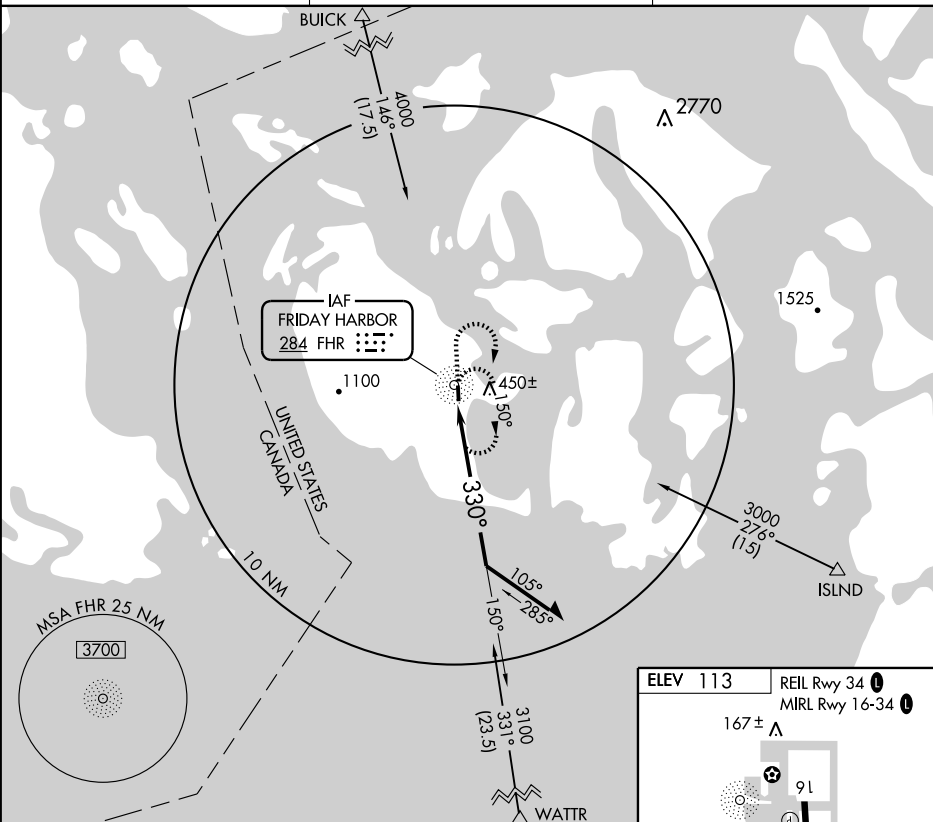 BUICK
4000
146°
(17.5)
2770
IAF
FRIDAY HARBOR
284 FHR
1525
1100
450±
150°
UNITED STATES
CANADA
330°
3000
276°
(15)
ISLND
10 NM
105°
285°
150°
MSA FHR 25 NM
3700
3100
331°
(23.5)
WATTR
ELEV 113
REIL Rwy 34 L
MIRL Rwy 16-34 L
167±
16
P